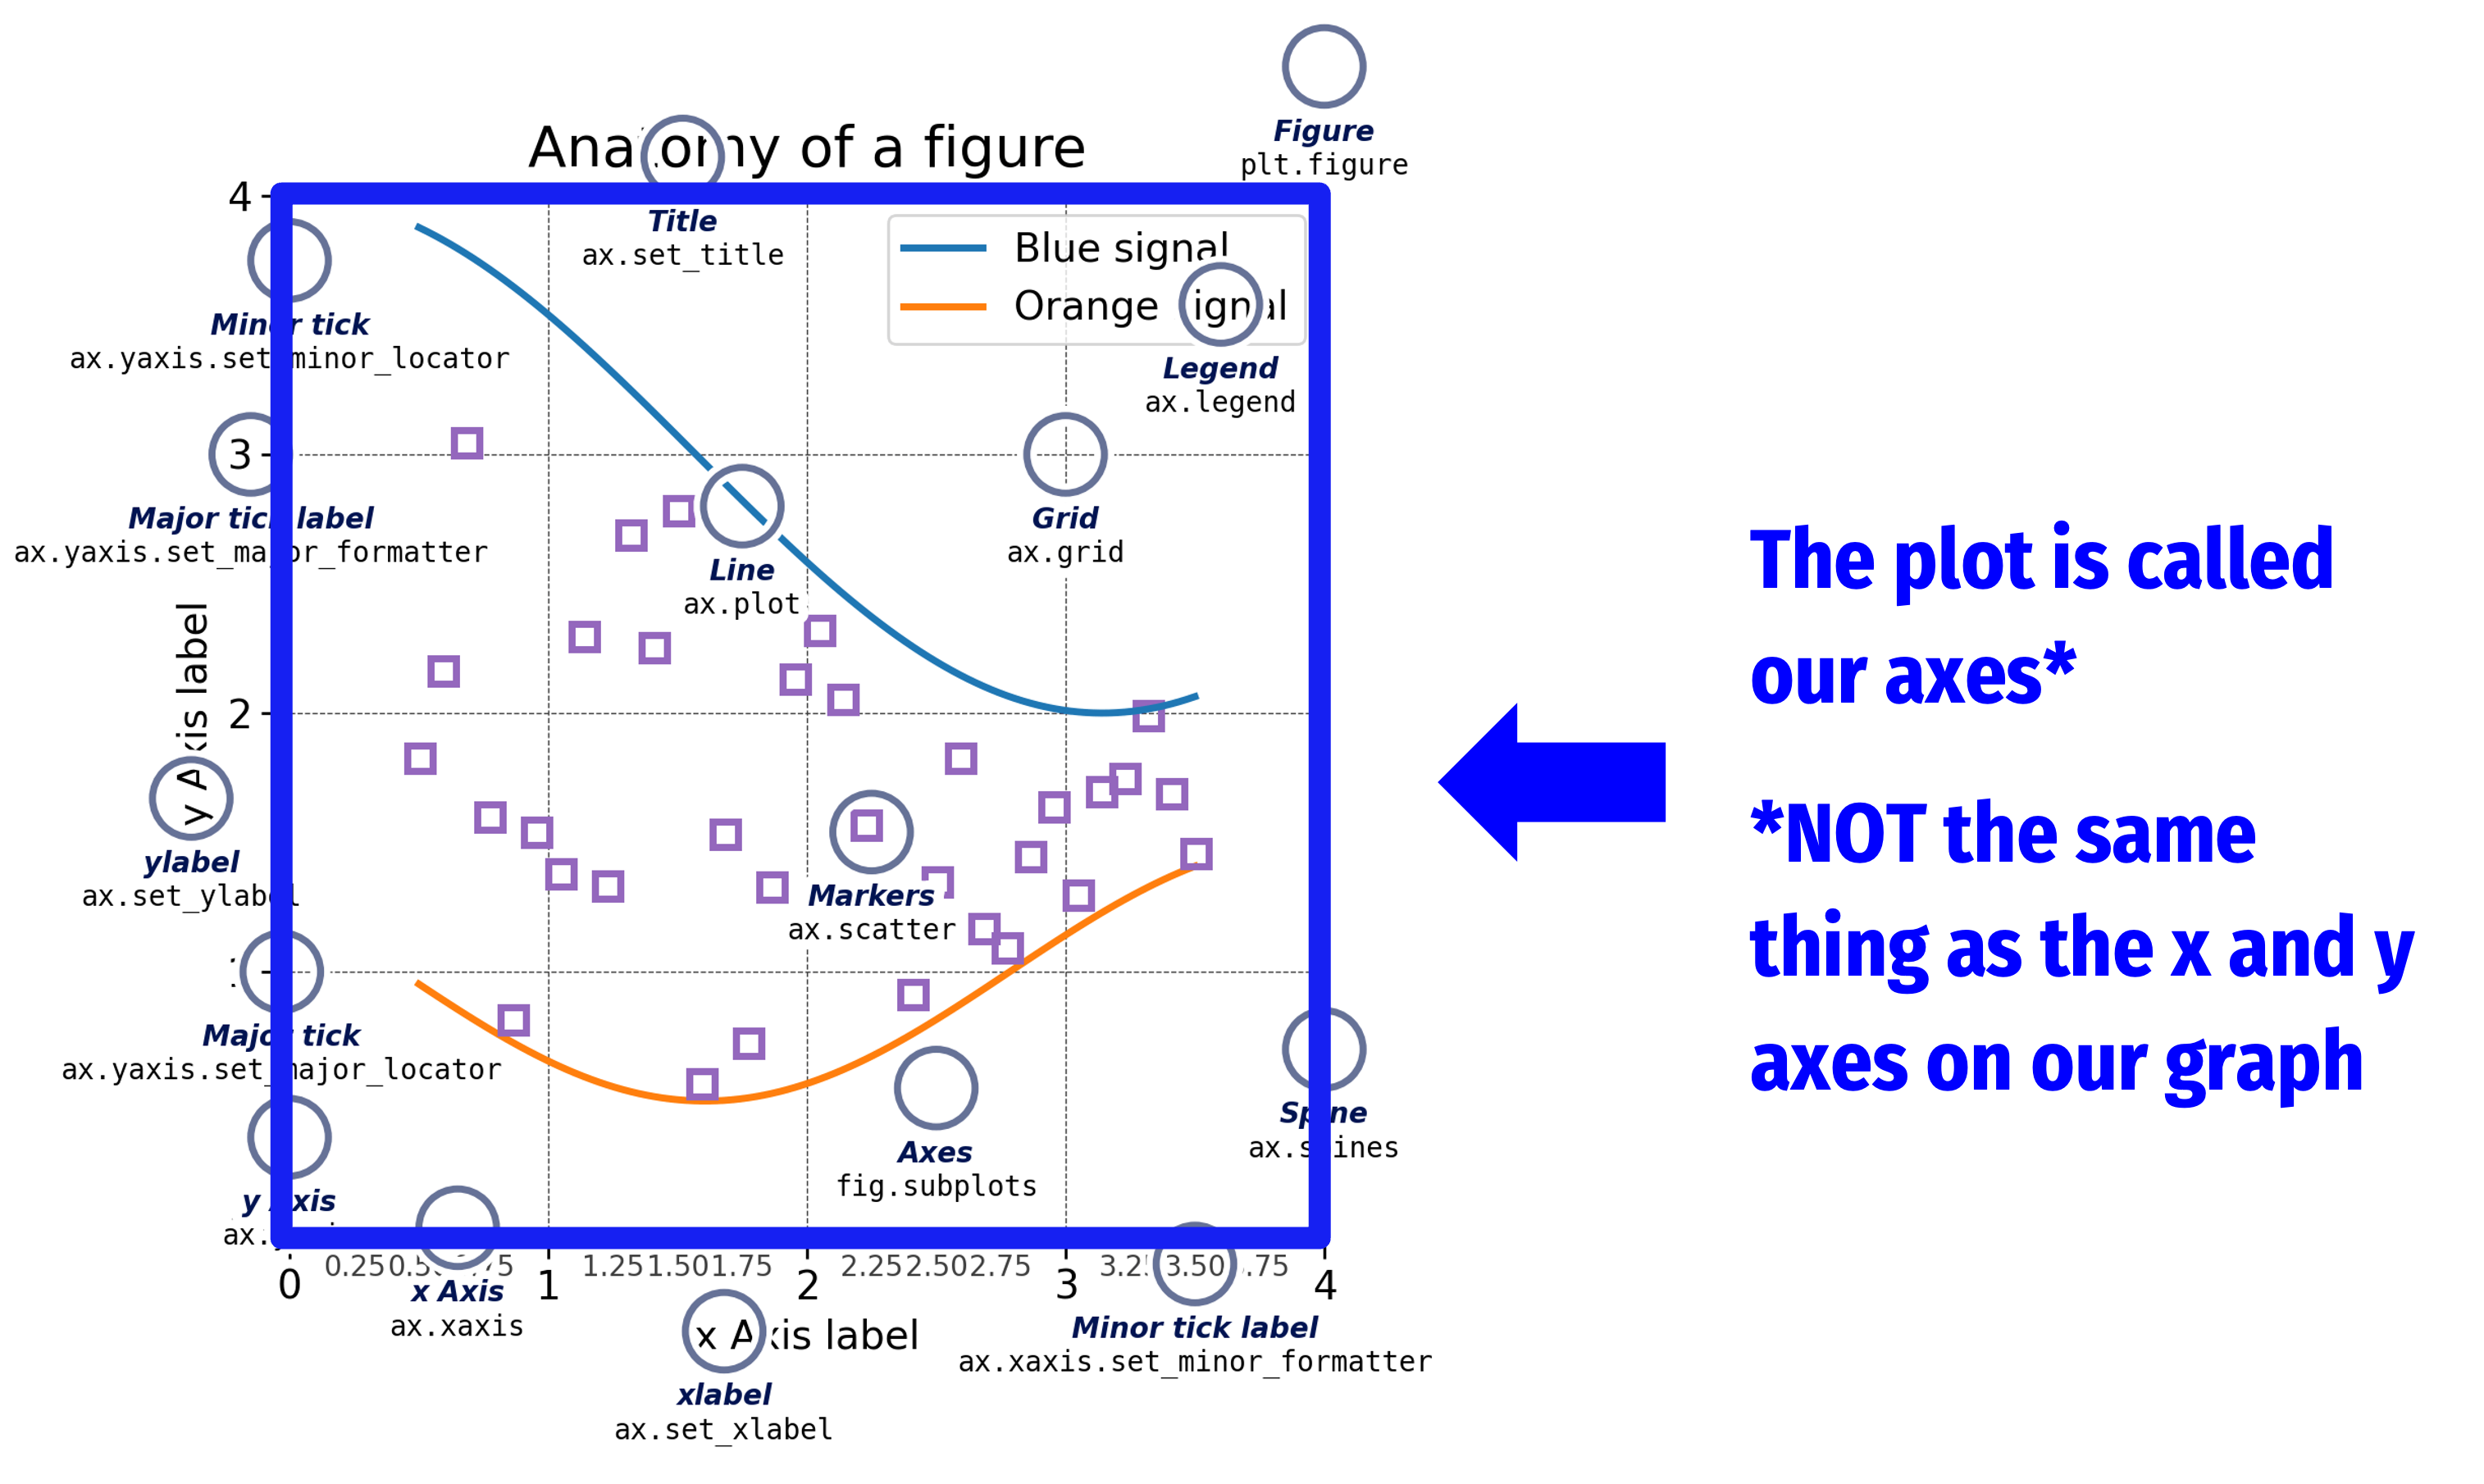 Figure
plt.figure
Anatomy of a figure
4
Title
ax.set_title
Blue signal
Orange signal
Minor tick
ax.yaxis.set_minor_locator
Legend
ax.legend
3
Major tick label
ax.yaxis.set_major_formatter
Grid
ax.grid
Line
ax.plot
The plot is called
our axes*
*NOT the same
thing as the x and y
axes on our graph
y Axis label
2
ylabel
ax.set_ylabel
Markers
ax.scatter
Major tick
ax.yaxis.set_major_locator
Axes
fig.subplots
Spine
ax.spines
y Axis
0.25 0.50 0.75 1.25 1.50 1.75 2.25 2.50 2.75 3.25 3.50 3.75
0 1 2 3 4
x Axis
ax.xaxis
x Axis label
Minor tick label
ax.xaxis.set_minor_formatter
xlabel
ax.set_xlabel